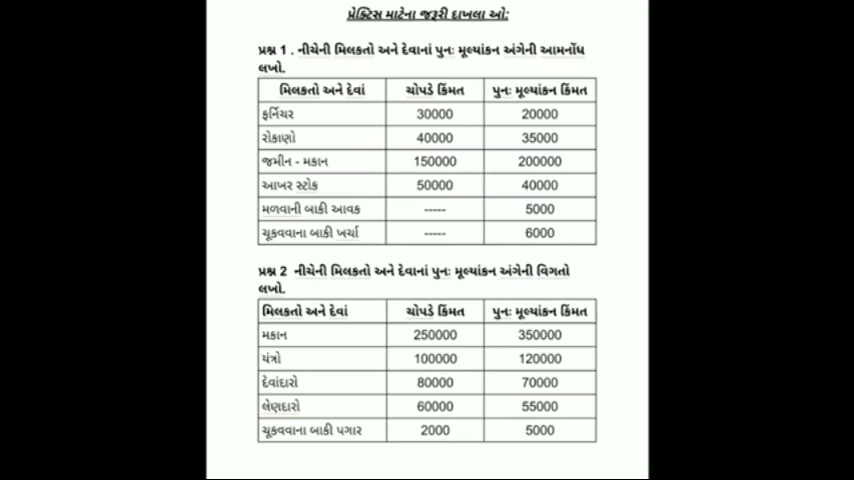 પ્રેક્ટિસ માટેના જરૂરી દાખલા ઓ:
પ્રશ્ન 1 . નીચેની મિલકતો અને દેવાનાં પુનઃ મૂલ્યાંકન અંગેની આમનોંધ
લખો.
મિલકતો અને દેવાં ચોપડે કિંમત પુનઃ મૂલ્યાંકન કિંમત
ફર્નિચર 30000 20000
રોકાણો 40000 35000
જમીન - મકાન 150000 200000
આખર સ્ટોક 50000 40000
મળવાની બાકી આવક ----- 5000
ચૂકવવાના બાકી ખર્ચા ----- 6000
પ્રશ્ન 2 નીચેની મિલકતો અને દેવાનાં પુનઃ મૂલ્યાંકન અંગેની વિગતો
લખો.
મિલકતો અને દેવાં ચોપડે કિંમત પુનઃ મૂલ્યાંકન કિંમત
મકાન 250000 350000
યંત્રો 100000 120000
દેવાંદારો 80000 70000
લેણદારો 60000 55000
ચૂકવવાના બાકી પગાર 2000 5000